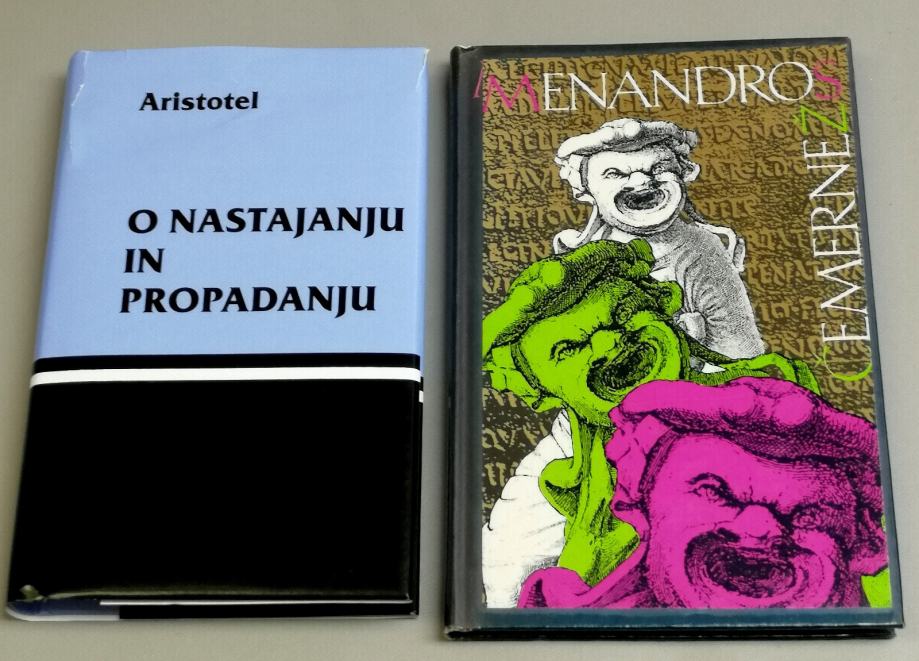 Aristotel
O NASTAJANJU
IN
PROPADANJU
MENANDROS
ČEMERNEŽ